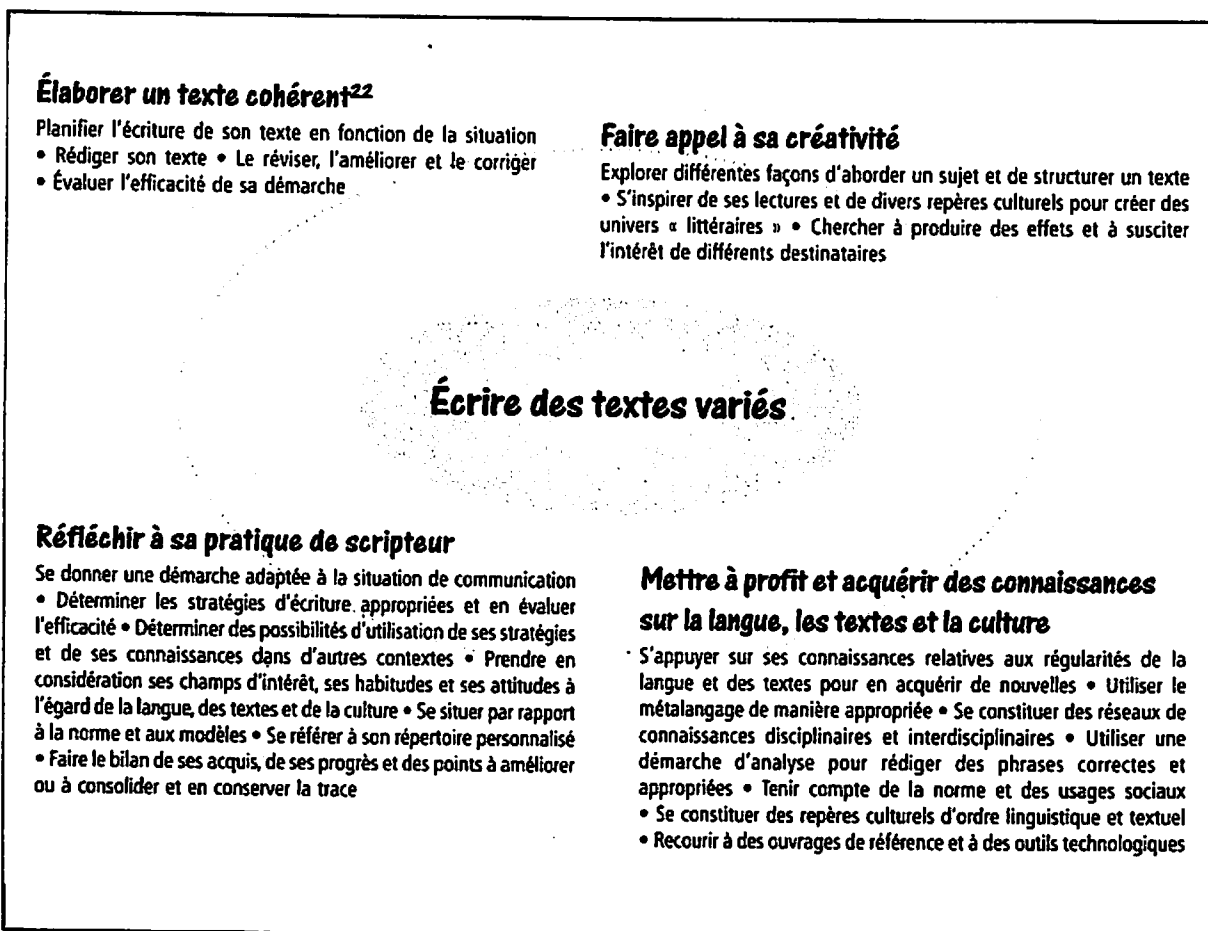 Élaborer un texte cohérent²²
Planifier l'écriture de son texte en fonction de la situation
• Rédiger son texte • Le réviser, l'améliorer et le corriger
• Évaluer l'efficacité de sa démarche
Faire appel à sa créativité
Explorer différentes façons d'aborder un sujet et de structurer un texte
• S'inspirer de ses lectures et de divers repères culturels pour créer des
univers « littéraires » • Chercher à produire des effets et à susciter
l'intérêt de différents destinataires
Écrire des textes variés
Réfléchir à sa pratique de scripteur
Se donner une démarche adaptée à la situation de communication
• Déterminer les stratégies d'écriture appropriées et en évaluer
l'efficacité • Déterminer des possibilités d'utilisation de ses stratégies
et de ses connaissances dans d'autres contextes • Prendre en
considération ses champs d'intérêt, ses habitudes et ses attitudes à
l'égard de la langue, des textes et de la culture • Se situer par rapport
à la norme et aux modèles • Se référer à son répertoire personnalisé
• Faire le bilan de ses acquis, de ses progrès et des points à améliorer
ou à consolider et en conserver la trace
Mettre à profit et acquérir des connaissances
sur la langue, les textes et la culture
S'appuyer sur ses connaissances relatives aux régularités de la
langue et des textes pour en acquérir de nouvelles • Utiliser le
métalangage de manière appropriée • Se constituer des réseaux de
connaissances disciplinaires et interdisciplinaires • Utiliser une
démarche d'analyse pour rédiger des phrases correctes et
appropriées • Tenir compte de la norme et des usages sociaux
• Se constituer des repères culturels d'ordre linguistique et textuel
• Recourir à des ouvrages de référence et à des outils technologiques